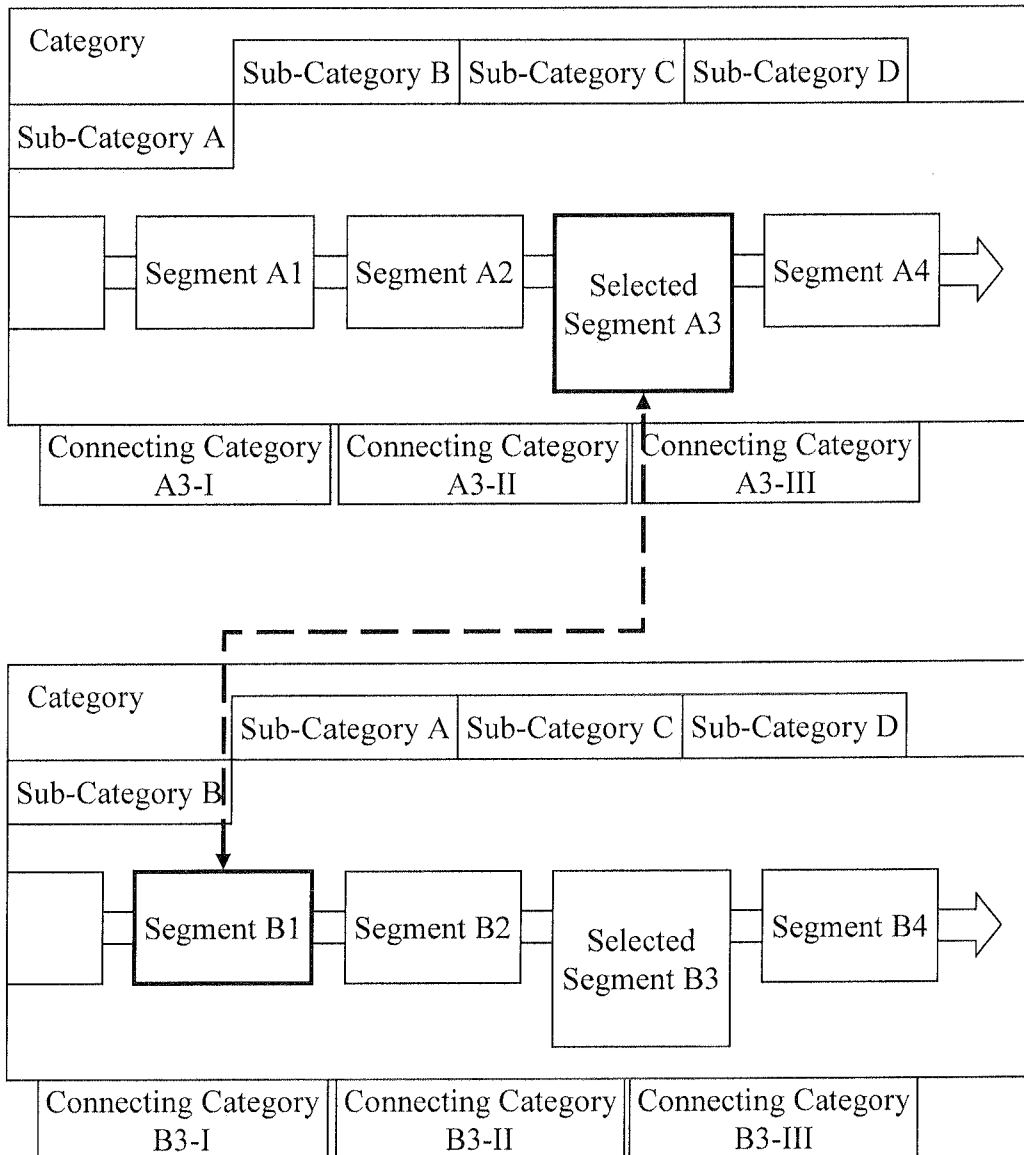 Category
Sub-Category B
Sub-Category C
Sub-Category D
Sub-Category A
Segment A1
Segment A2
Selected
Segment A3
Segment A4
Connecting Category
A3-I
Connecting Category
A3-II
Connecting Category
A3-III
Category
Sub-Category A
Sub-Category C
Sub-Category D
Sub-Category B
Segment B1
Segment B2
Selected
Segment B3
Segment B4
Connecting Category
B3-I
Connecting Category
B3-II
Connecting Category
B3-III